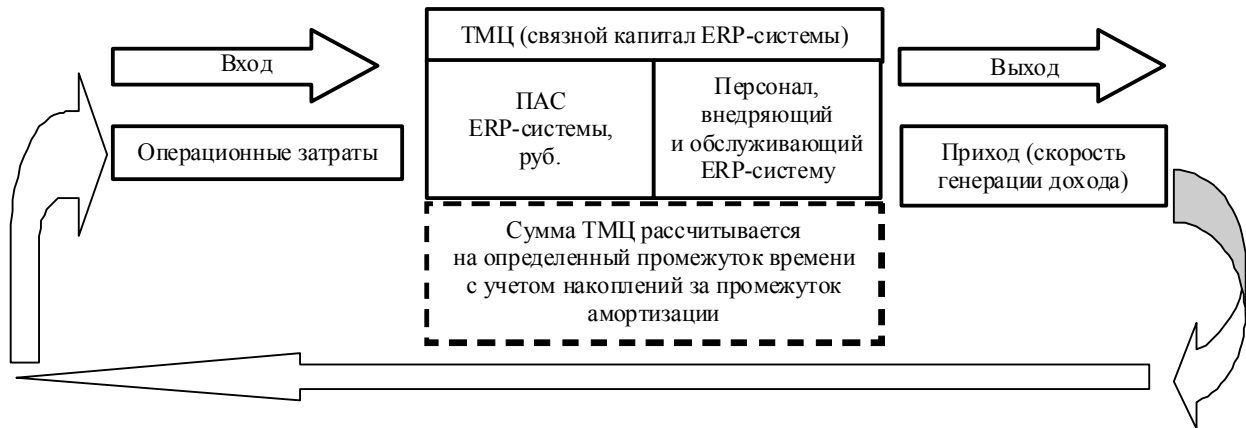 ТМЦ (связной капитал ERP-системы)
Вход
Выход
ПАС
ERP-системы,
руб.
Персонал,
внедряющий
и обслуживающий
ERP-систему
Операционные затраты
Приход (скорость
генерации дохода)
Сумма ТМЦ рассчитывается
на определенный промежуток времени
с учетом накоплений за промежуток
амортизации